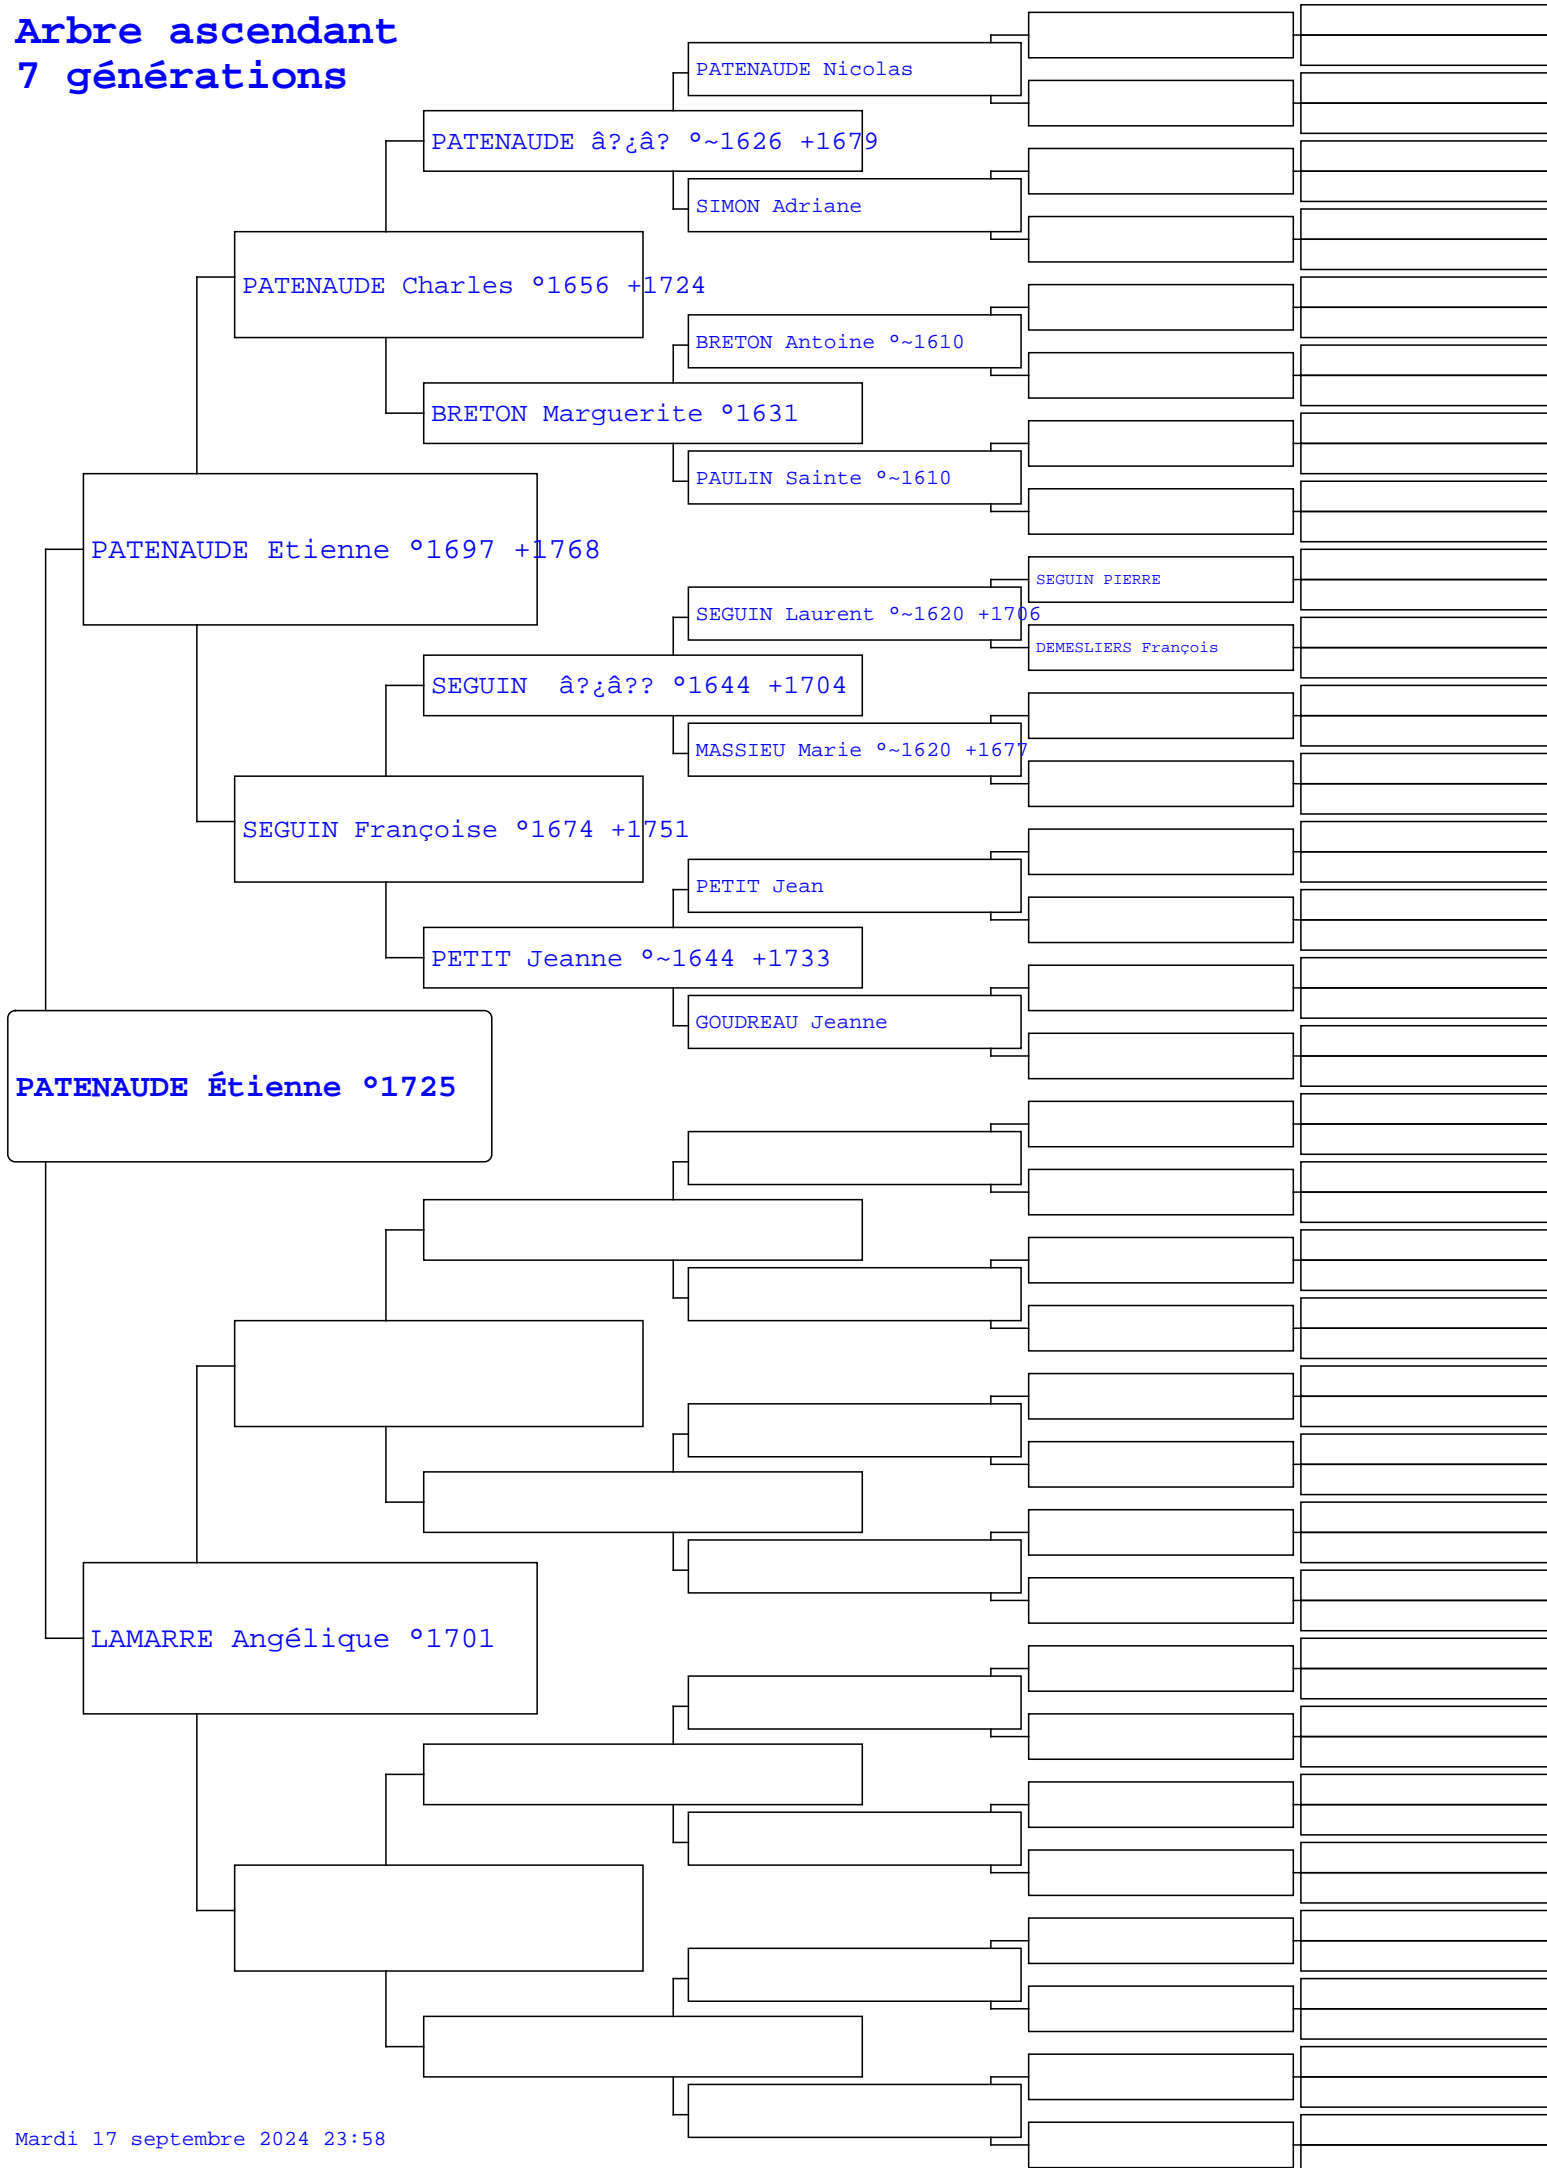 Arbre ascendant
7 générations
PATENAUDE Nicolas
PATENAUDE â?¿â? °~1626 +1679
SIMON Adriane
PATENAUDE Charles °1656 +1724
BRETON Antoine °~1610
BRETON Marguerite °1631
PAULIN Sainte °~1610
PATENAUDE Etienne °1697 +1768
SEGUIN PIERRE
SEGUIN Laurent °~1620 +1706
DEMESLIERS François
SEGUIN  â?¿â?? °1644 +1704
MASSIEU Marie °~1620 +1677
SEGUIN Françoise °1674 +1751
PETIT Jean
PETIT Jeanne °~1644 +1733
GOUDREAU Jeanne
PATENAUDE Étienne °1725
LAMARRE Angélique °1701
Mardi 17 septembre 2024 23:58